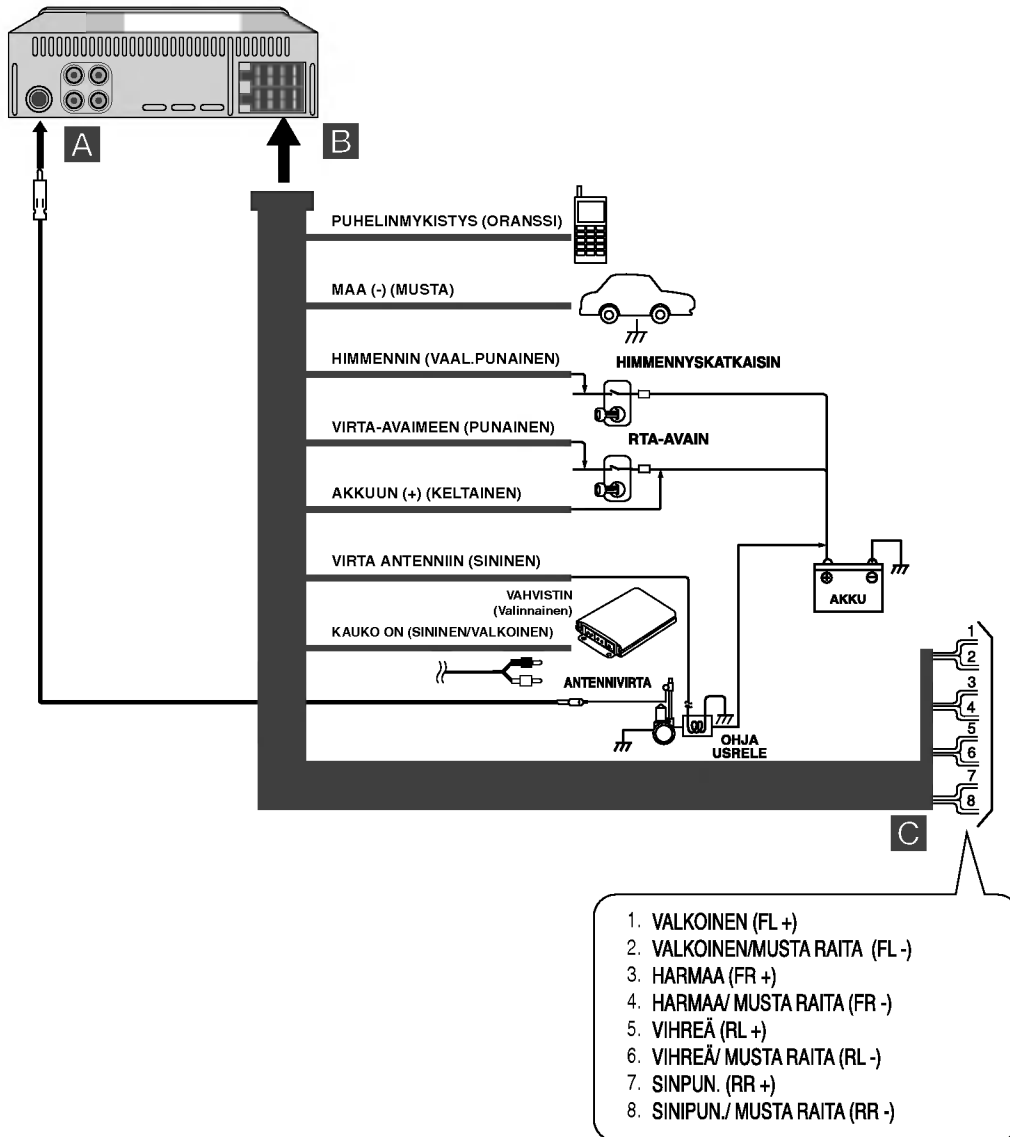 A
B
PUHELINMYKISTYS (ORANSSI)
MAA (-) (MUSTA)
HIMMENNIN (VAAL.PUNAINEN)
HIMMENNYSKATKAISIN
VIRTA-AVAIMEEN (PUNAINEN)
RTA-AVAIN
AKKUUN (+) (KELTAINEN)
VIRTA ANTENNIIN (SININEN)
AKKU
VAHVISTIN
(Valinnainen)
KAUKO ON (SININEN/VALKOINEN)
ANTENNIVIRTA
OHJA
USRELE
1
2
3
4
5
6
7
8
C
1. VALKOINEN (FL +)
2. VALKOINEN/MUSTA RAITA (FL -)
3. HARMAA (FR +)
4. HARMAA/ MUSTA RAITA (FR -)
5. VIHREÄ (RL +)
6. VIHREÄ/ MUSTA RAITA (RL -)
7. SINPUN. (RR +)
8. SINIPUN./ MUSTA RAITA (RR -)